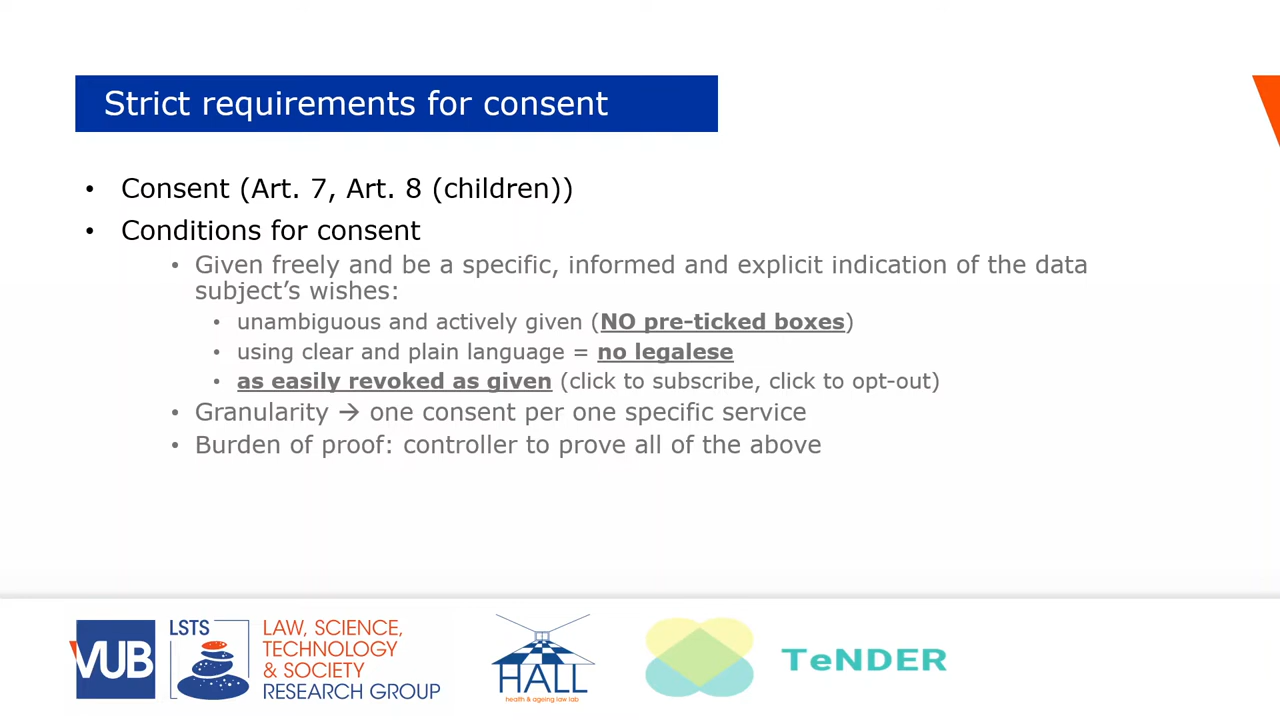 Strict requirements for consent
• Consent (Art. 7, Art. 8 (children))
• Conditions for consent
• Given freely and be a specific, informed and explicit indication of the data
subject’s wishes:
• unambiguous and actively given (NO pre-ticked boxes)
• using clear and plain language = no legalese
• as easily revoked as given (click to subscribe, click to opt-out)
• Granularity → one consent per one specific service
• Burden of proof: controller to prove all of the above
VUB
LSTS
LAW, SCIENCE,
TECHNOLOGY
& SOCIETY
RESEARCH GROUP
HALL
health & ageing law lab
TeNDER